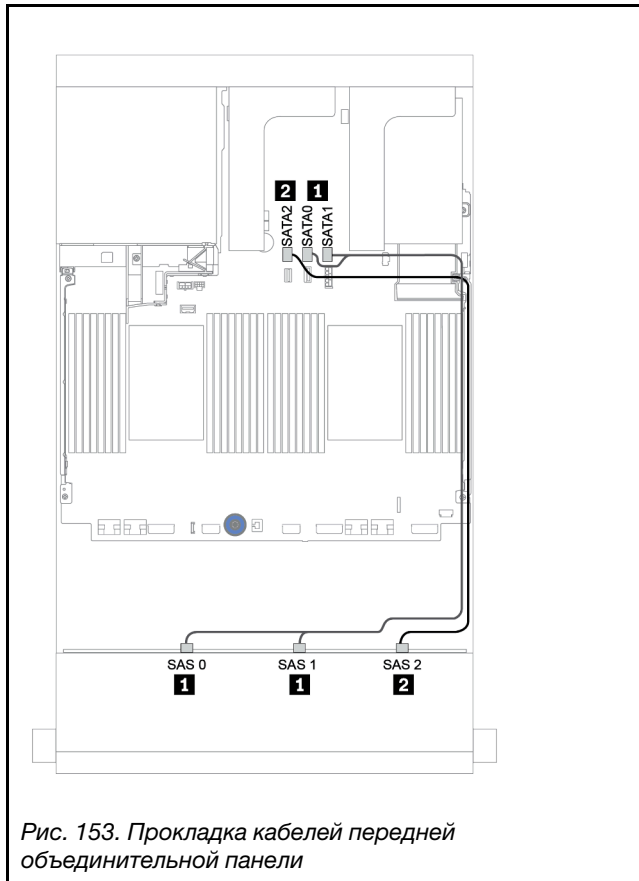 2 1
SATA2
SATA0
SATA1
SAS 0
SAS 1
SAS 2
1
1
2
Рис. 153. Прокладка кабелей передней
объединительной панели